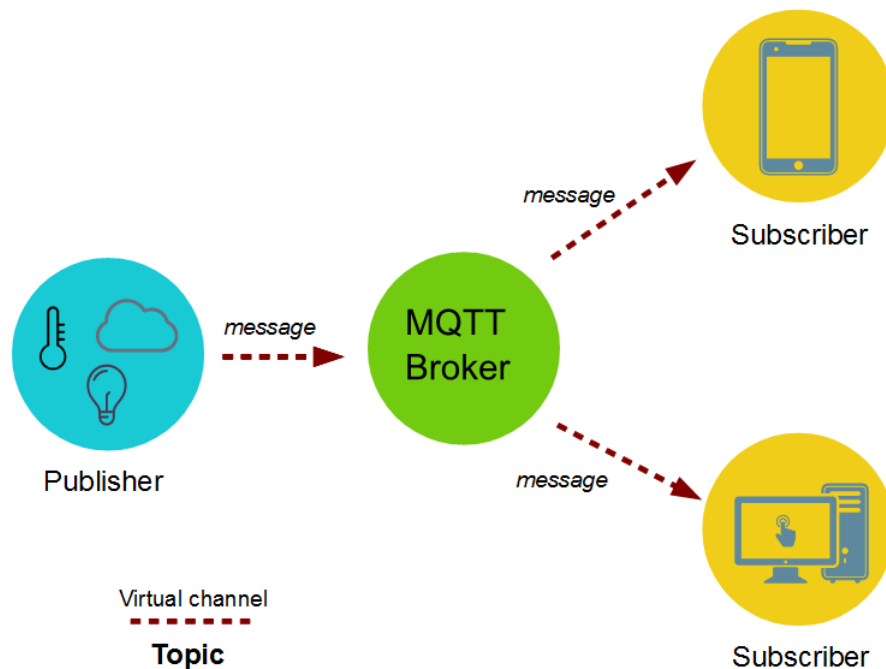 message
Subscriber
message
MQTT
Broker
Publisher
message
Virtual channel
Topic
Subscriber